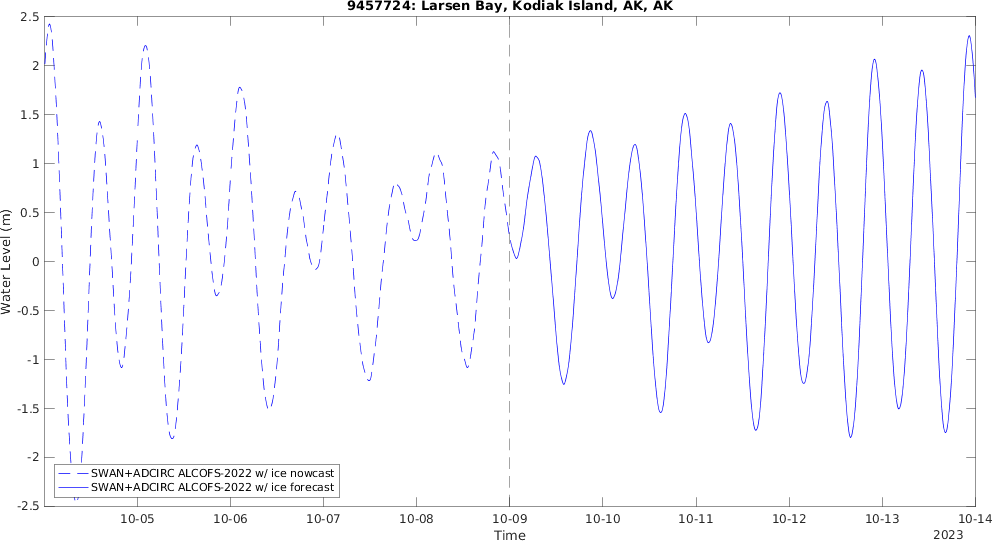 9457724: Larsen Bay, Kodiak Island, AK, AK
2.5
2
1.5
1
0.5
0
-0.5
-1
-1.5
-2
-2.5
Water Level (m)
SWAN+ADCIRC ALCOFS-2022 w/ ice nowcast
SWAN+ADCIRC ALCOFS-2022 w/ ice forecast
10-05 10-06 10-07 10-08 10-09 10-10 10-11 10-12 10-13 10-14
Time
2023